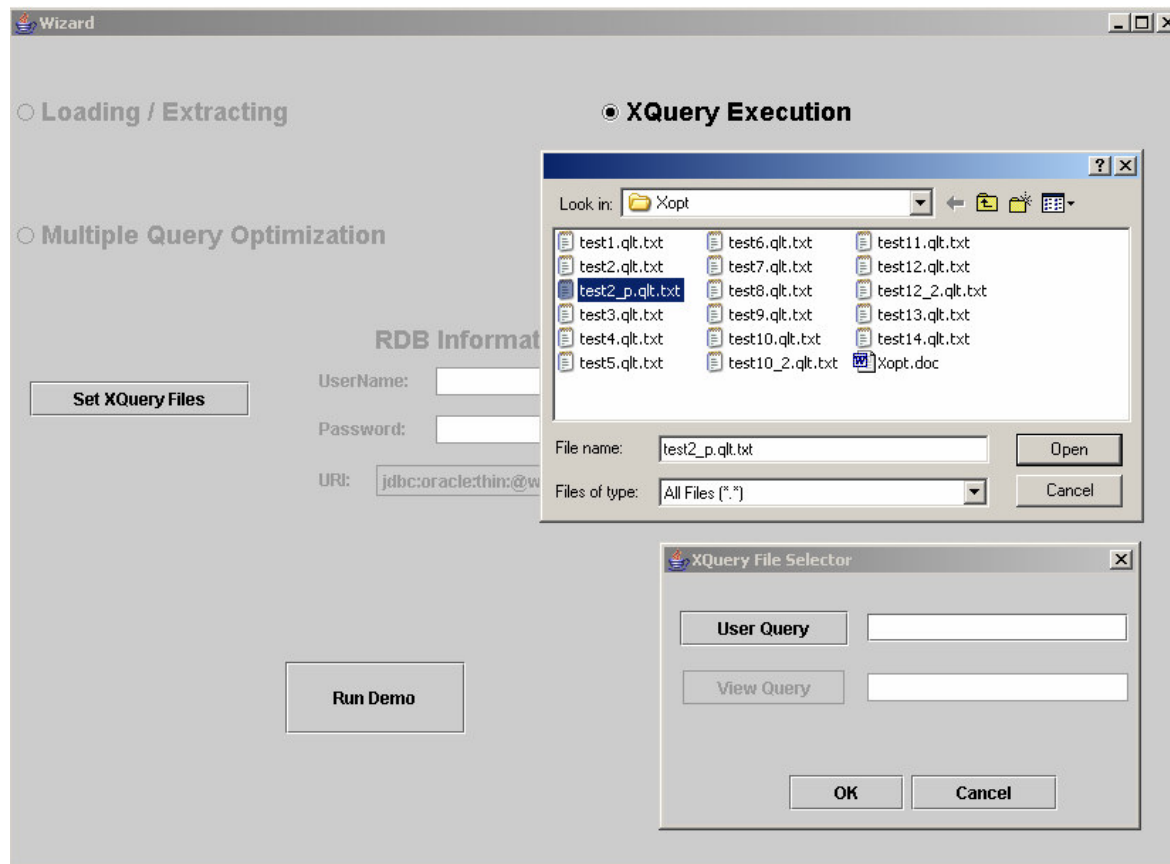 Wizard
Loading / Extracting
XQuery Execution
Look in: Xopt
test1.qlt.txt test6.qlt.txt test11.qlt.txt
test2.qlt.txt test7.qlt.txt test12.qlt.txt
test2_p.qlt.txt test8.qlt.txt test12_2.qlt.txt
test3.qlt.txt test9.qlt.txt test13.qlt.txt
test4.qlt.txt test10.qlt.txt test14.qlt.txt
test5.qlt.txt test10_2.qlt.txt Xopt.doc
File name: test2_p.qlt.txt Open
Files of type: All Files (*.*) Cancel
Multiple Query Optimization
RDB Informat
Set XQuery Files
UserName:
Password:
URI: jdbc:oracle:thin:@w
XQuery File Selector
User Query
View Query
OK Cancel
Run Demo